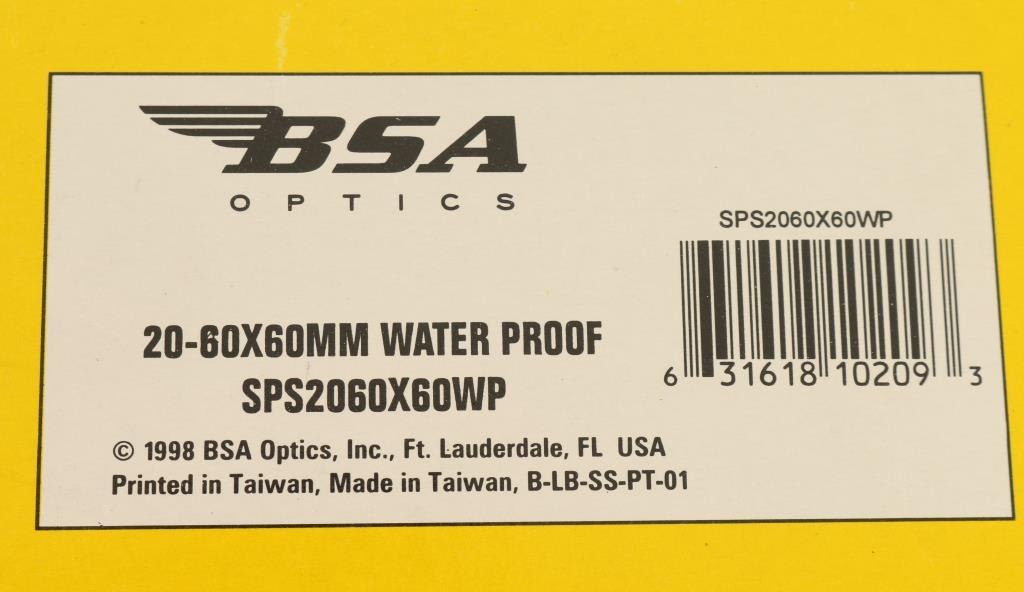 BSA
OPTICS
SPS2060X60WP
6 31618 10209 3
20-60X60MM WATER PROOF
SPS2060X60WP
© 1998 BSA Optics, Inc., Ft. Lauderdale, FL USA
Printed in Taiwan, Made in Taiwan, B-LB-SS-PT-01